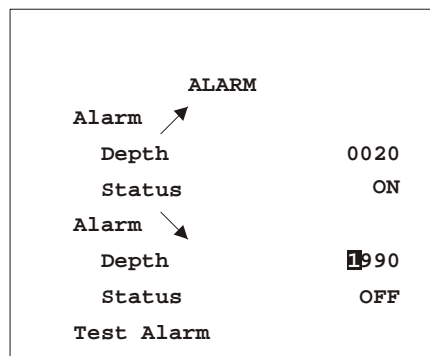 ALARM
Alarm
Depth 0020
Status ON
Alarm
Depth 1990
Status OFF
Test Alarm